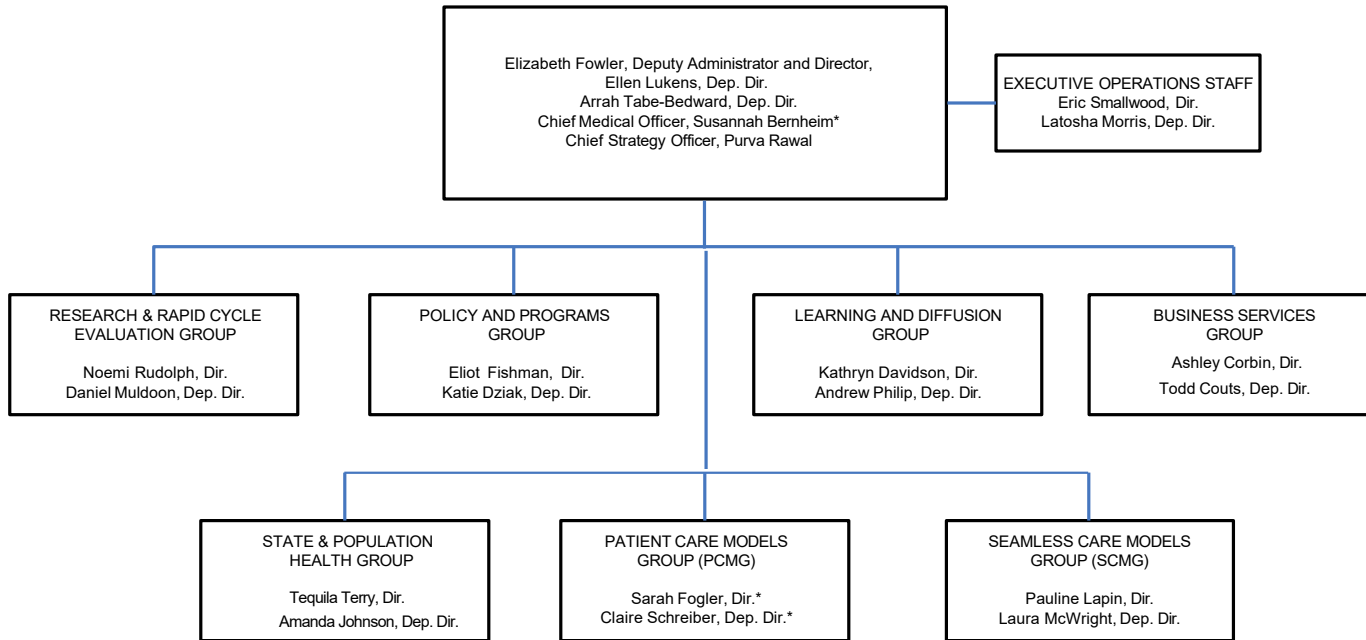 Elizabeth Fowler, Deputy Administrator and Director,
Ellen Lukens, Dep. Dir.
Arrah Tabe-Bedward, Dep. Dir.
Chief Medical Officer, Susannah Bernheim*
Chief Strategy Officer, Purva Rawal
EXECUTIVE OPERATIONS STAFF
Eric Smallwood, Dir.
Latosha Morris, Dep. Dir.
RESEARCH & RAPID CYCLE
EVALUATION GROUP
Noemi Rudolph, Dir.
Daniel Muldoon, Dep. Dir.
POLICY AND PROGRAMS
GROUP
Eliot Fishman, Dir.
Katie Dziak, Dep. Dir.
LEARNING AND DIFFUSION
GROUP
Kathryn Davidson, Dir.
Andrew Philip, Dep. Dir.
BUSINESS SERVICES
GROUP
Ashley Corbin, Dir.
Todd Couts, Dep. Dir.
STATE & POPULATION
HEALTH GROUP
Tequila Terry, Dir.
Amanda Johnson, Dep. Dir.
PATIENT CARE MODELS
GROUP (PCMG)
Sarah Fogler, Dir.*
Claire Schreiber, Dep. Dir.*
SEAMLESS CARE MODELS
GROUP (SCMG)
Pauline Lapin, Dir.
Laura McWright, Dep. Dir.